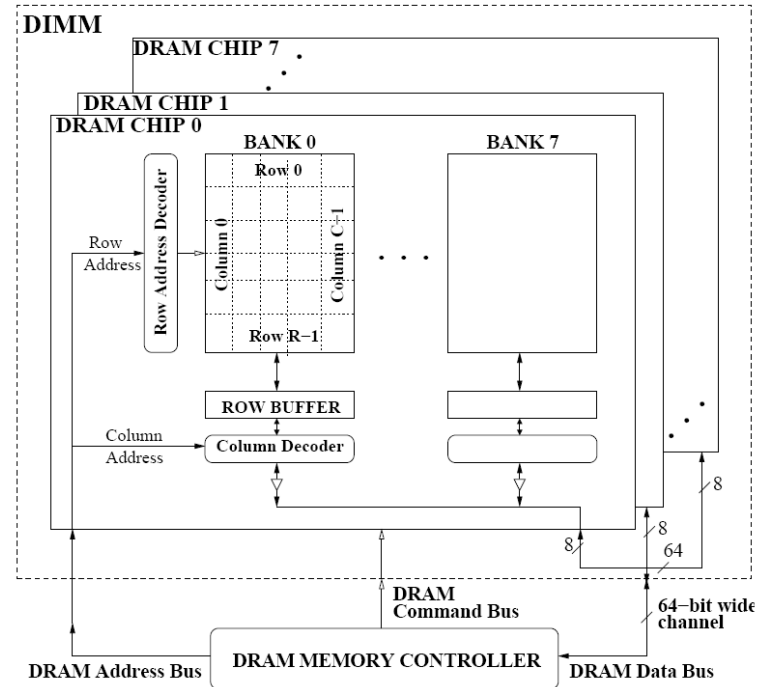 DIMM
DRAM CHIP 7
DRAM CHIP 1
DRAM CHIP 0
BANK 0
BANK 7
Row Address Decoder
Row 0
Column 0
Column C−1
Row R−1
Row
Address
ROW BUFFER
Column
Address
Column Decoder
8
8
8
64
DRAM
Command Bus
64−bit wide
channel
DRAM Address Bus
DRAM MEMORY CONTROLLER
DRAM Data Bus